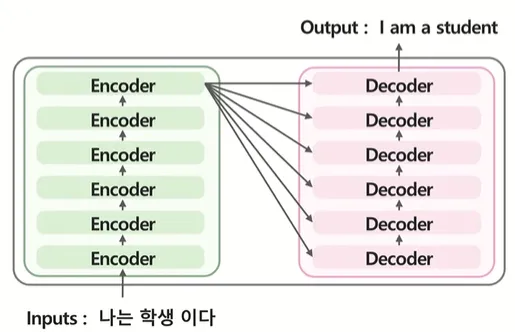 Output : I am a student
Encoder
Encoder
Encoder
Encoder
Encoder
Encoder
Decoder
Decoder
Decoder
Decoder
Decoder
Decoder
Inputs : 나는 학생 이다